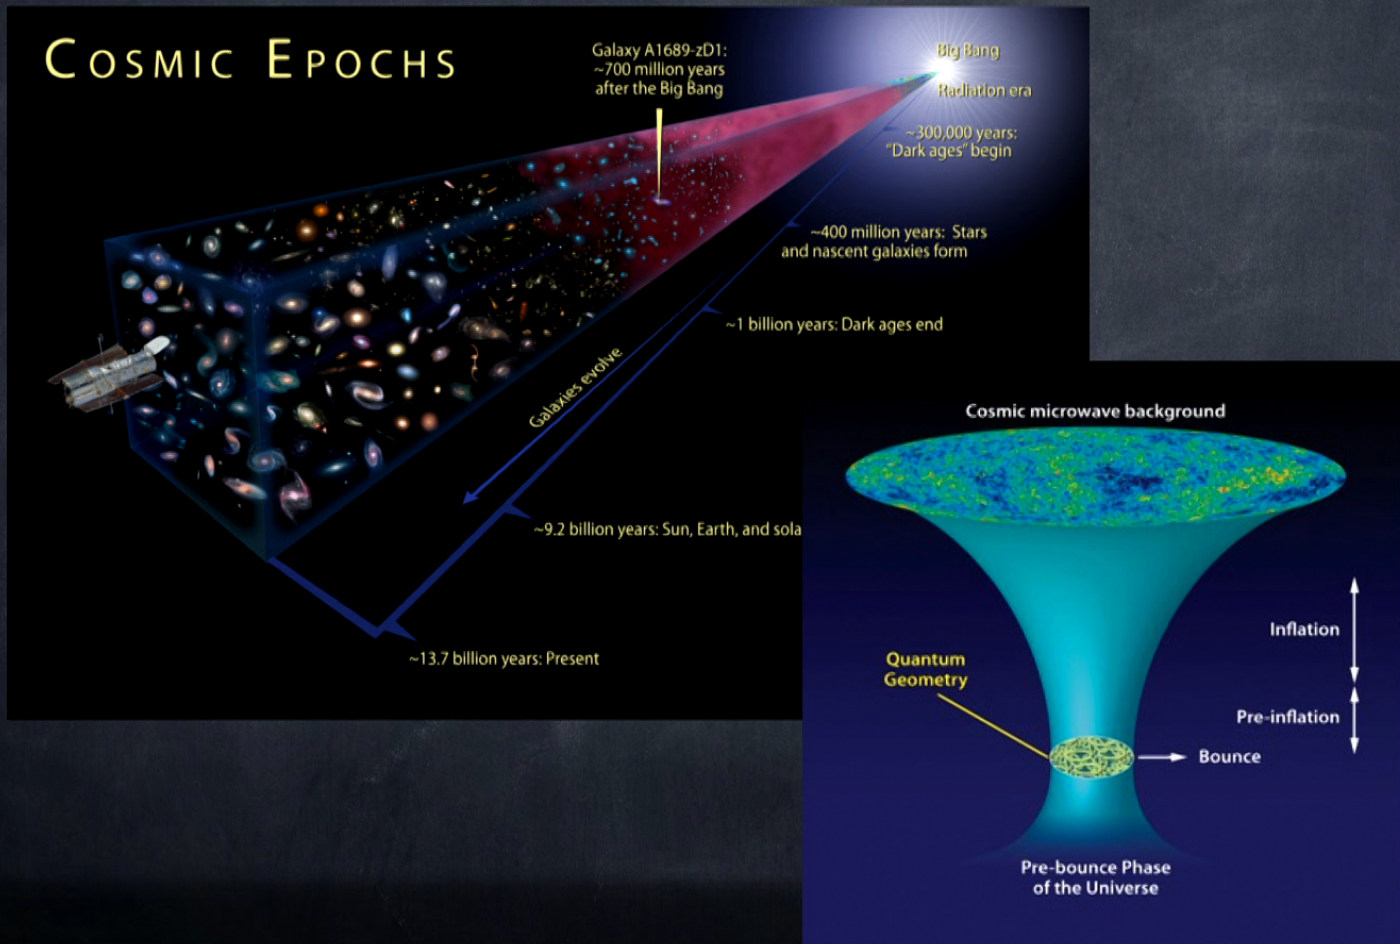 COSMIC EPOCHS
Galaxy A1689-zD1:
~700 million years
after the Big Bang
Big Bang
Radiation era
~300,000 years:
“Dark ages” begin
~400 million years: Stars
and nascent galaxies form
~1 billion years: Dark ages end
Galaxies evolve
~9.2 billion years: Sun, Earth, and sola
~13.7 billion years: Present
Cosmic microwave background
Inflation
Quantum
Geometry
Pre-inflation
Bounce
Pre-bounce Phase
of the Universe